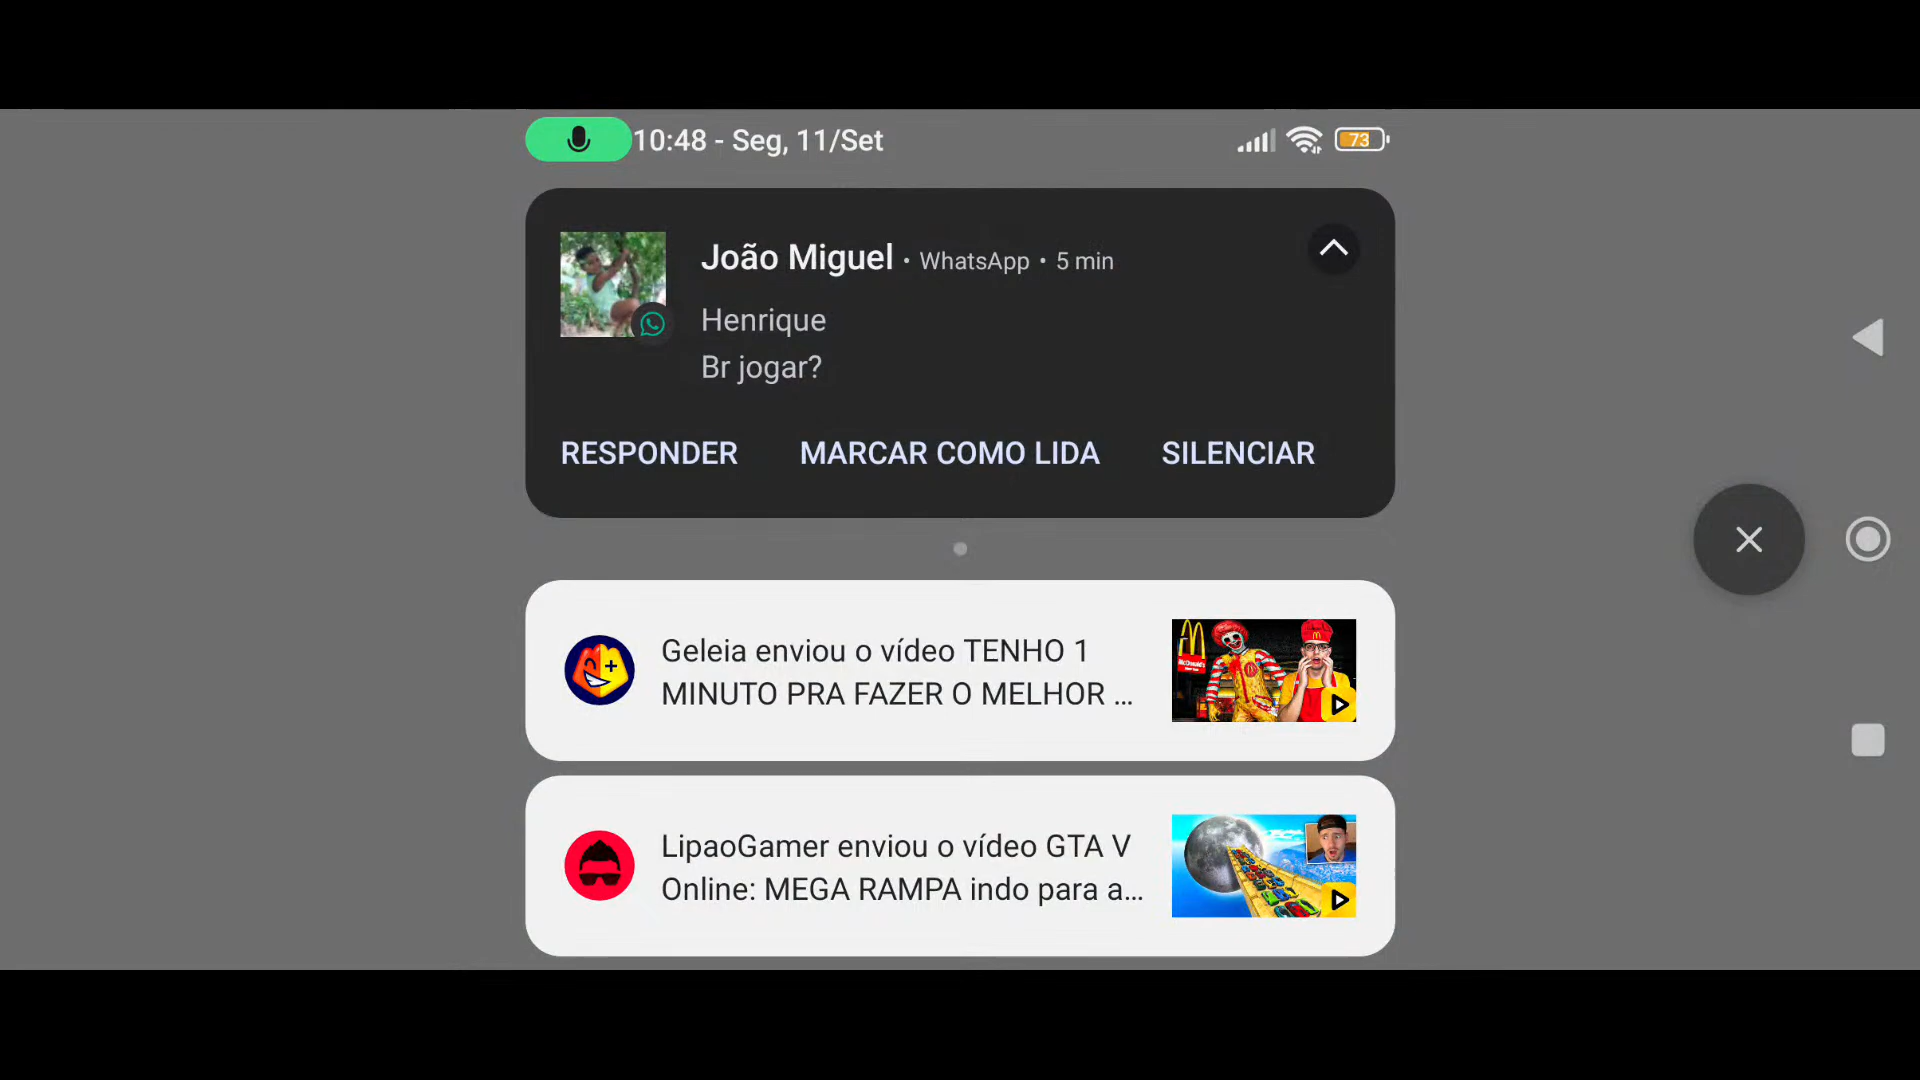 10:48 - Seg, 11/Set
73
João Miguel • WhatsApp • 5 min
Henrique
Br jogar?
RESPONDER MARCAR COMO LIDA SILENCIAR
Geleia enviou o vídeo TENHO 1
MINUTO PRA FAZER O MELHOR ...
McDonald's
LipaoGamer enviou o vídeo GTA V
Online: MEGA RAMPA indo para a...